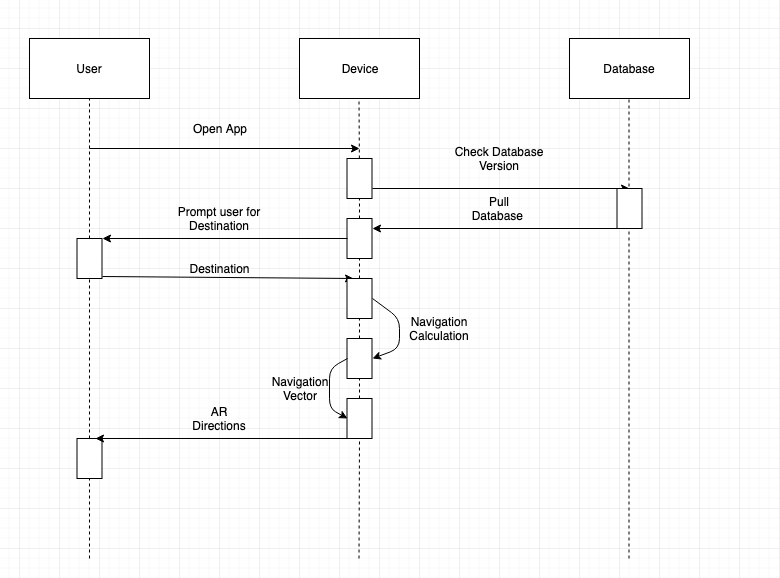 User
Device
Database
Open App
Check Database
Version
Pull
Database
Prompt user for
Destination
Destination
Navigation
Calculation
Navigation
Vector
AR
Directions